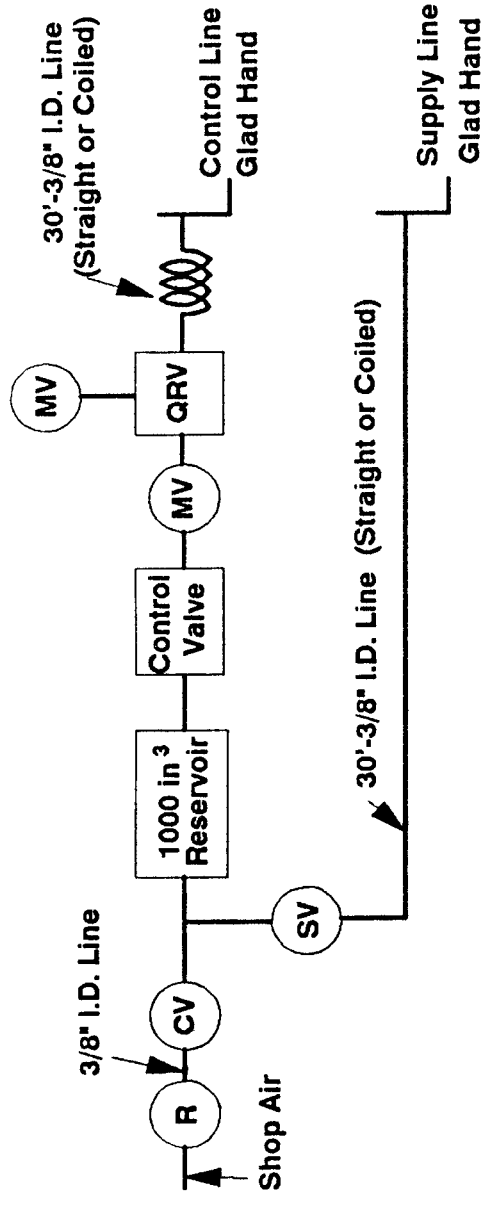 Shop Air
R
3/8" I.D. Line
CV
SV
1000 in³
Reservoir
Control
Valve
MV
MV
QRV
30'-3/8" I.D. Line
(Straight or Coiled)
Control Line
Glad Hand
30'-3/8" I.D. Line (Straight or Coiled)
Supply Line
Glad Hand